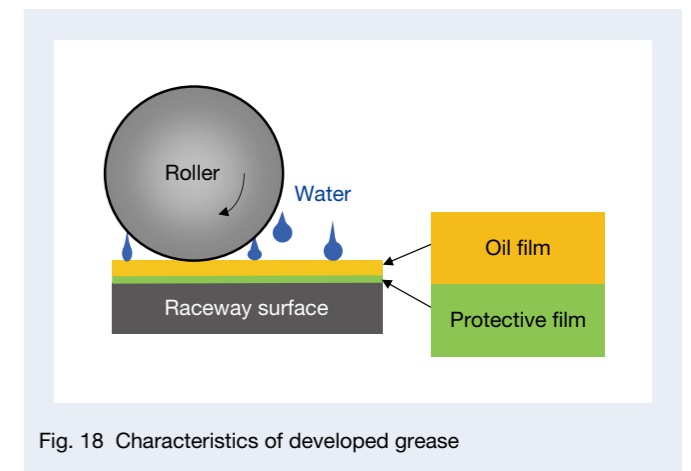 Roller
Water
Oil film
Protective film
Raceway surface
Fig. 18 Characteristics of developed grease